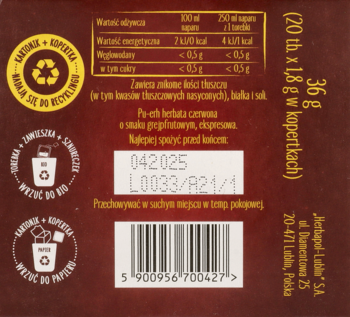 KARTONIK + KOPERTKA
NADAJĄ SIĘ DO RECYKLINGU
TOREBKA + ZAWIESZKA + SZNURECZEK
BIO
WRZUĆ DO BIO
KARTONIK + KOPERTKA
PAPIER
WRZUĆ DO PAPIERU
Wartość odżywcza 100 ml naparu 250 ml naparu z 1 torebki
Wartość energetyczna 2 kJ/0 kcal 4 kJ/1 kcal
Węglowodany < 0,5 g < 0,5 g
w tym cukry < 0,5 g < 0,5 g
Zawiera znikome ilości tłuszczu
(w tym kwasów tłuszczowych nasyconych), białka i soli.
Pu-erh herbata czerwona
o smaku grejpfrutowym, ekspresowa.
Najlepiej spożyć przed końcem:
042025
L0033/A21/1
Przechowywać w suchym miejscu w temp. pokojowej.
5 900956 700427 >
36 g
(20 tb. x 1,8 g w kopertkach)
„Herbapol-Lublin” S.A.
ul. Diamentowa 25
20-471 Lublin, Polska